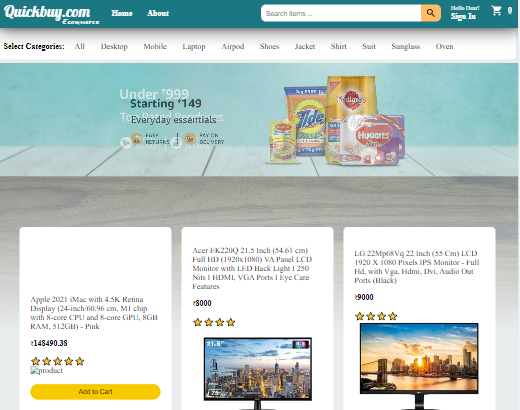 Quickbuy.com
Ecommerce
Home About
Search Items ...
Hello Dear!
Sign In
0
Select Categories: All Desktop Mobile Laptop Airpod Shoes Jacket Shirt Suit Sunglass Oven
Under ₹999
Starting ₹149
Everyday essentials
EASY RETURNS
PAY ON DELIVERY
Tide
Pedigree
HUGGIES
Apple 2021 iMac with 4.5K Retina
Display (24-inch/60.96 cm, M1 chip
with 8-core CPU and 8-core GPU, 8GB
RAM, 512GB) - Pink
₹148490.38
product
Add to Cart
Acer EK220Q 21.5 Inch (54.61 cm)
Full HD (1920x1080) VA Panel LCD
Monitor with LED Back Light I 250
Nits I HDMI, VGA Ports I Eye Care
Features
₹8000
21.5"
75
LG 22Mp68Vq 22 Inch (55 Cm) LCD
1920 X 1080 Pixels IPS Monitor - Full
Hd, with Vga, Hdmi, Dvi, Audio Out
Ports (Black)
₹9000